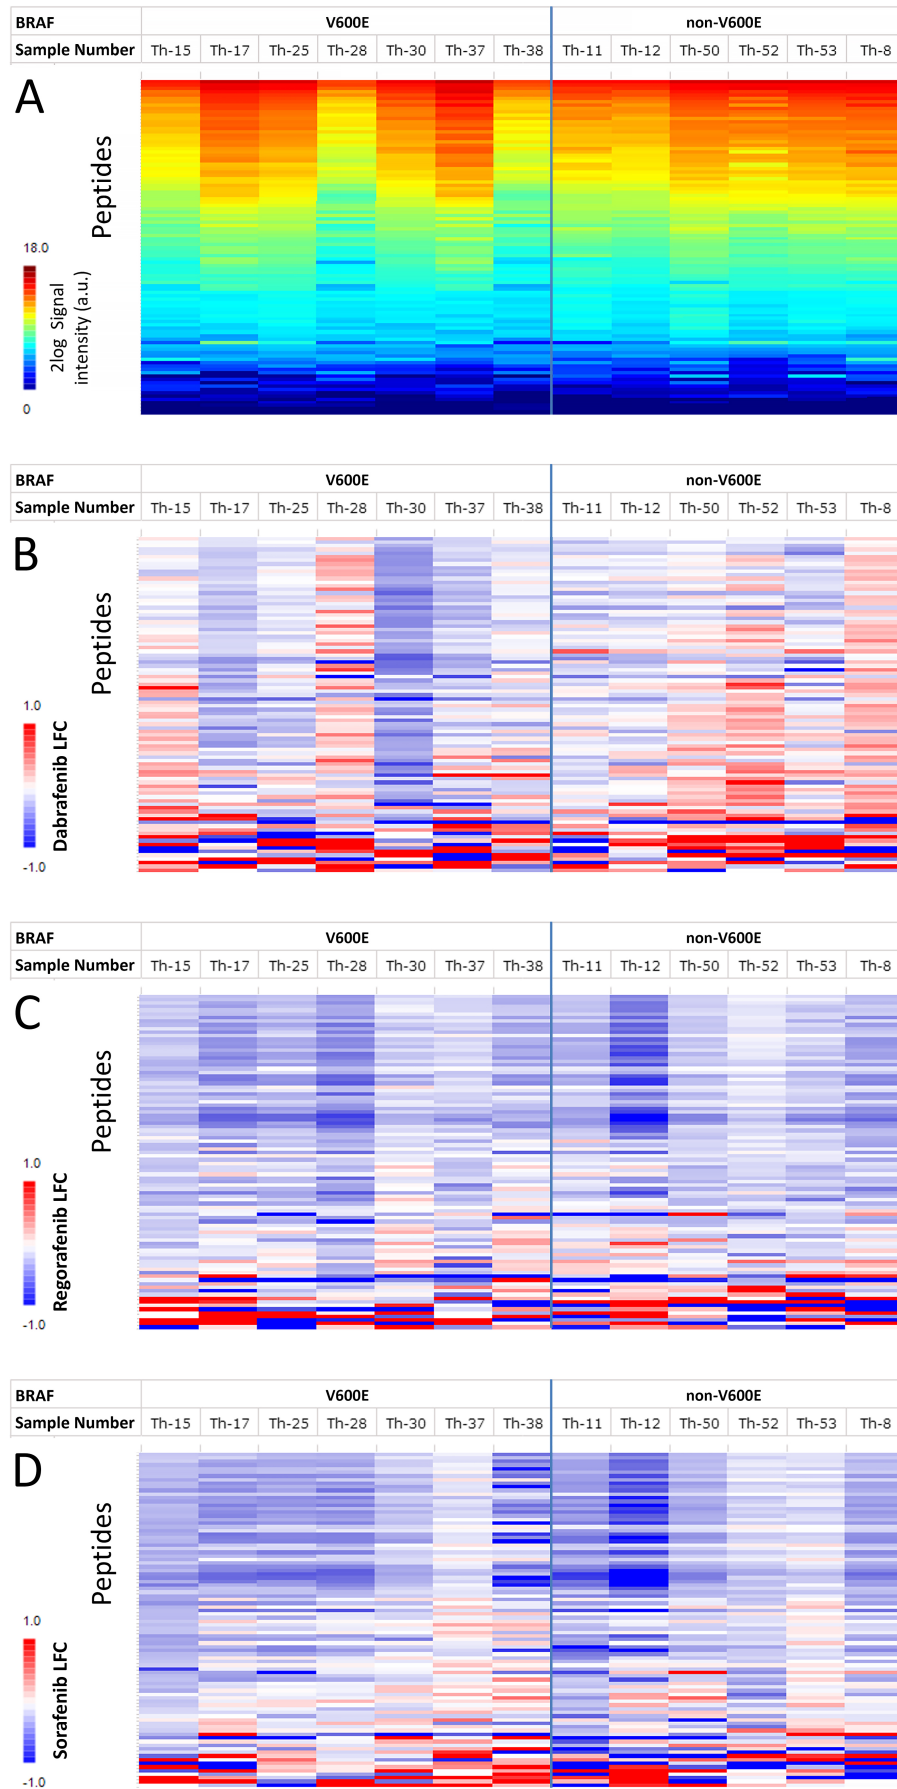 BRAF V600E non-V600E
Sample Number Th-15 Th-17 Th-25 Th-28 Th-30 Th-37 Th-38 Th-11 Th-12 Th-50 Th-52 Th-53 Th-8
A
Peptides
18.0
2log Signal
intensity (a.u.)
0
BRAF V600E non-V600E
Sample Number Th-15 Th-17 Th-25 Th-28 Th-30 Th-37 Th-38 Th-11 Th-12 Th-50 Th-52 Th-53 Th-8
B
Peptides
1.0
Dabrafenib LFC
-1.0
BRAF V600E non-V600E
Sample Number Th-15 Th-17 Th-25 Th-28 Th-30 Th-37 Th-38 Th-11 Th-12 Th-50 Th-52 Th-53 Th-8
C
Peptides
1.0
Regorafenib LFC
-1.0
BRAF V600E non-V600E
Sample Number Th-15 Th-17 Th-25 Th-28 Th-30 Th-37 Th-38 Th-11 Th-12 Th-50 Th-52 Th-53 Th-8
D
Peptides
1.0
Sorafenib LFC
-1.0